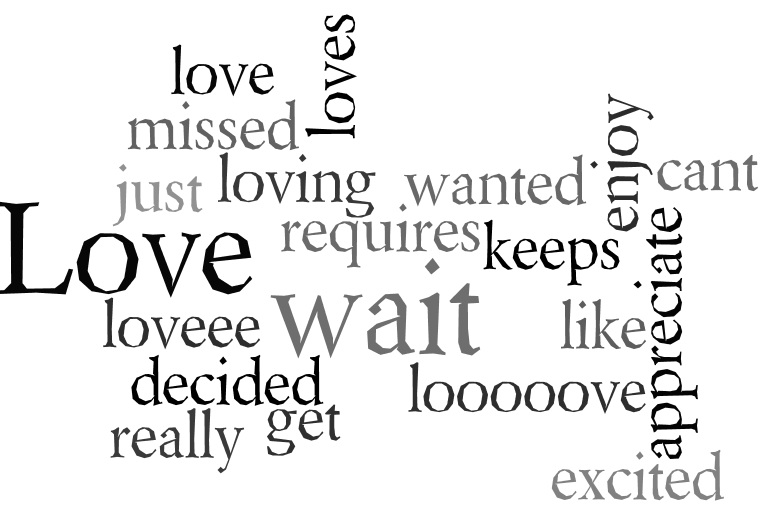 love
loves
missed
enjoy
just
loving
wanted
cant
Love
requires
keeps
appreciate
loveee
wait
like
decided
looooove
really
get
excited